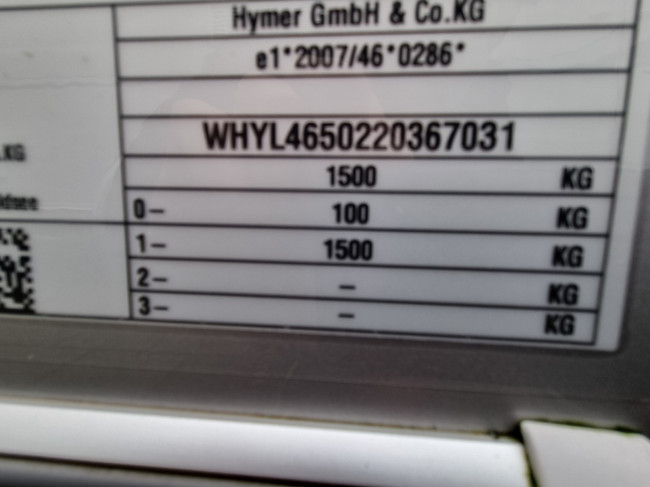 Hymer GmbH & Co.KG
e1*2007/46*0286*
WHYL4650220367031
.KG
1500 KG
0- 100 KG
1- 1500 KG
2- - KG
3- - KG